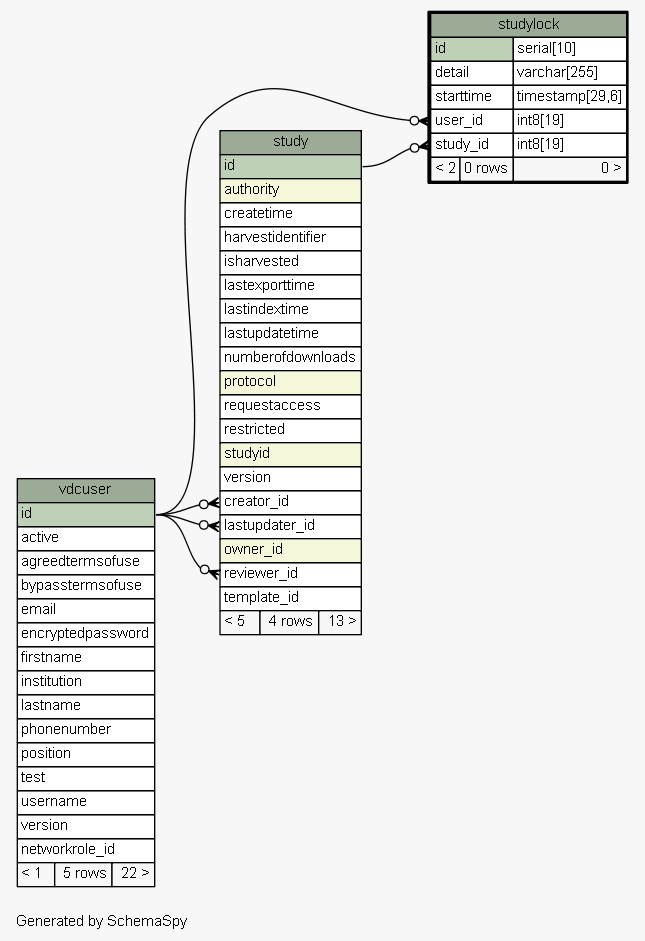 studylock
id serial[10]
detail varchar[255]
starttime timestamp[29,6]
user_id int8[19]
study_id int8[19]
< 2 0 rows 0 >
study
id
authority
createtime
harvestidentifier
isharvested
lastexporttime
lastindextime
lastupdatetime
numberofdownloads
protocol
requestaccess
restricted
studyid
version
creator_id
lastupdater_id
owner_id
reviewer_id
template_id
< 5 4 rows 13 >
vdcuser
id
active
agreedtermsofuse
bypasstermsofuse
email
encryptedpassword
firstname
institution
lastname
phonenumber
position
test
username
version
networkrole_id
< 1 5 rows 22 >
Generated by SchemaSpy